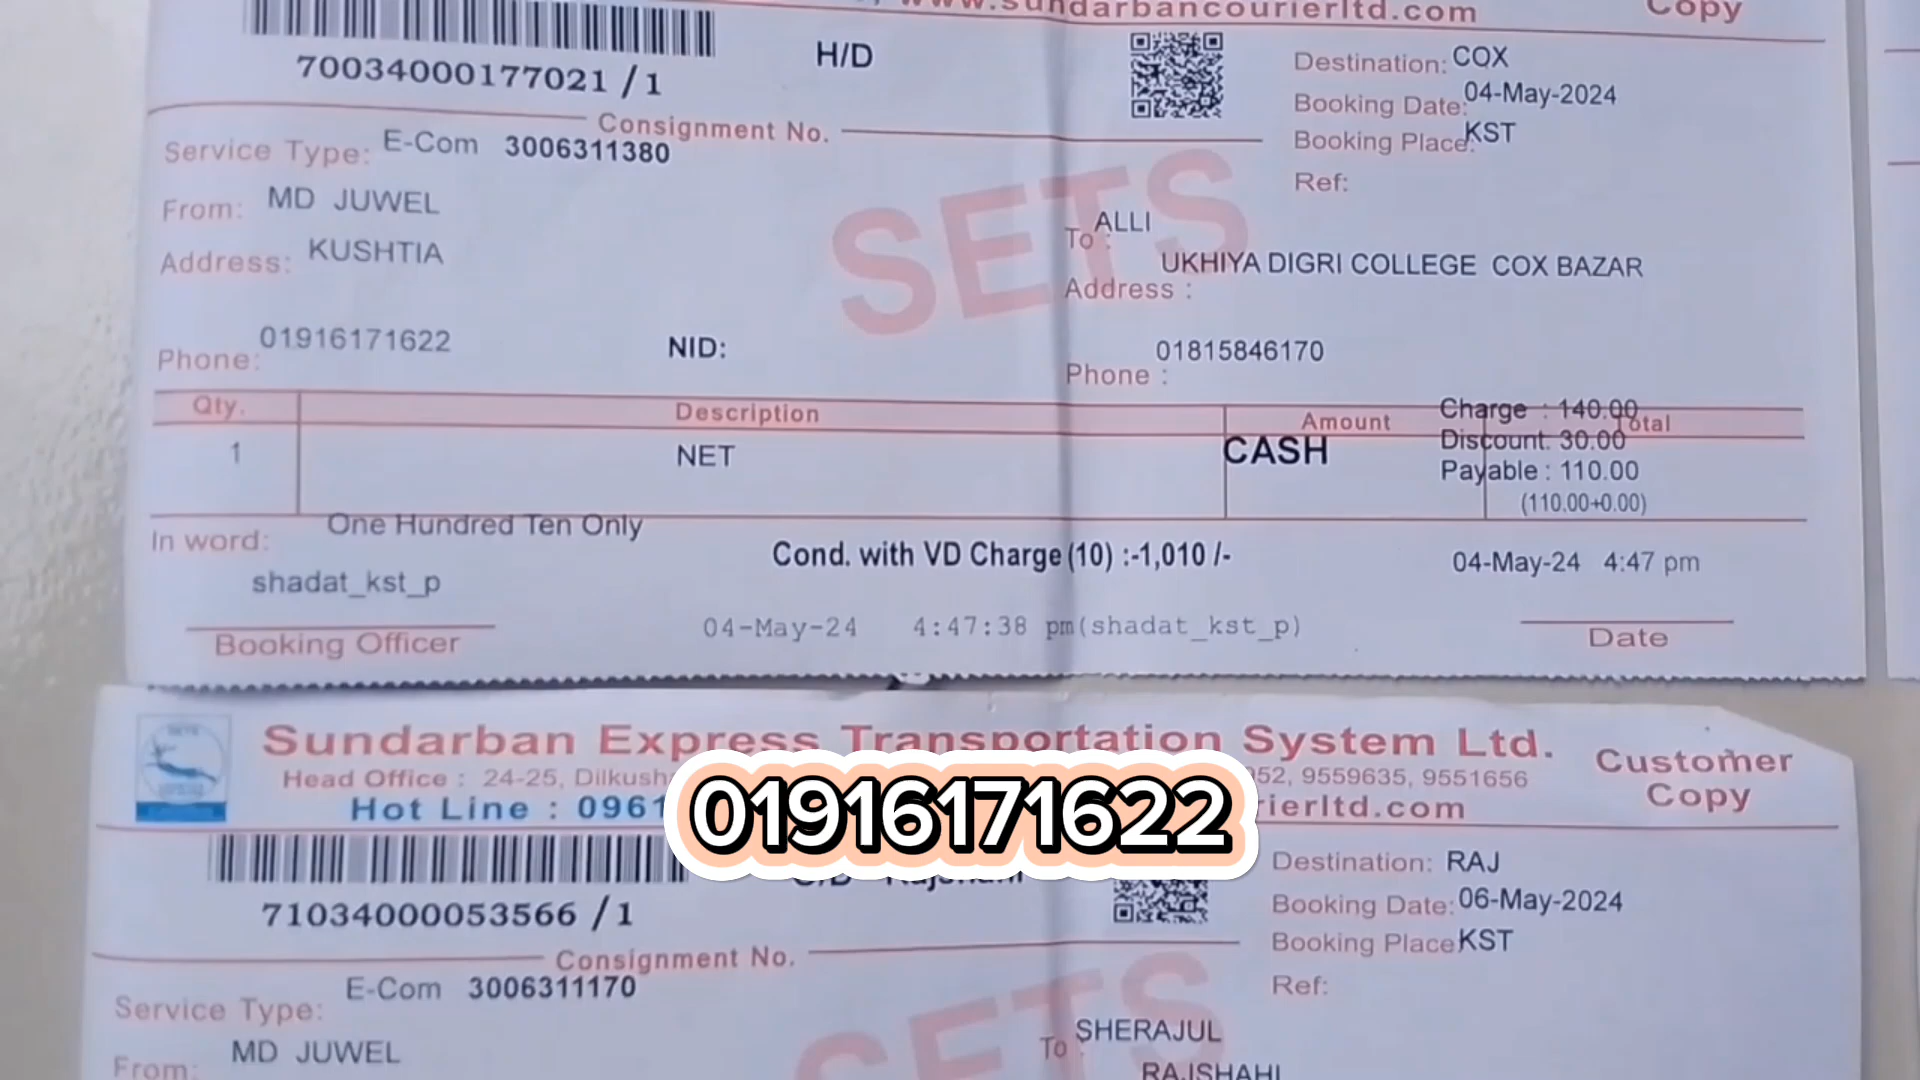 www.sundarbancourierltd.com
Copy
70034000177021 /1
H/D
Destination: COX
Booking Date: 04-May-2024
Booking Place: KST
Ref:
Consignment No.
Service Type: E-Com 3006311380
From: MD JUWEL
Address: KUSHTIA
SETS
To : ALLI
UKHIYA DIGRI COLLEGE COX BAZAR
Address :
Phone: 01916171622
NID:
Phone : 01815846170
Qty. Description Amount Total
1 NET CASH
Charge : 140.00
Discount: 30.00
Payable : 110.00
(110.00+0.00)
In word: One Hundred Ten Only
Cond. with VD Charge (10) :-1,010 /-
04-May-24 4:47 pm
shadat_kst_p
04-May-24 4:47:38 pm(shadat_kst_p)
Booking Officer
Date
Sundarban Express Transportation System Ltd.
Customer
Copy
Head Office : 24-25, Dilkush
952, 9559635, 9551656
Hot Line : 0961
rierltd.com
01916171622
71034000053566 /1
Destination: RAJ
Booking Date: 06-May-2024
Booking Place: KST
Ref:
Consignment No.
Service Type: E-Com 3006311170
From: MD JUWEL
SETS
To : SHERAJUL
RAJSHAHI